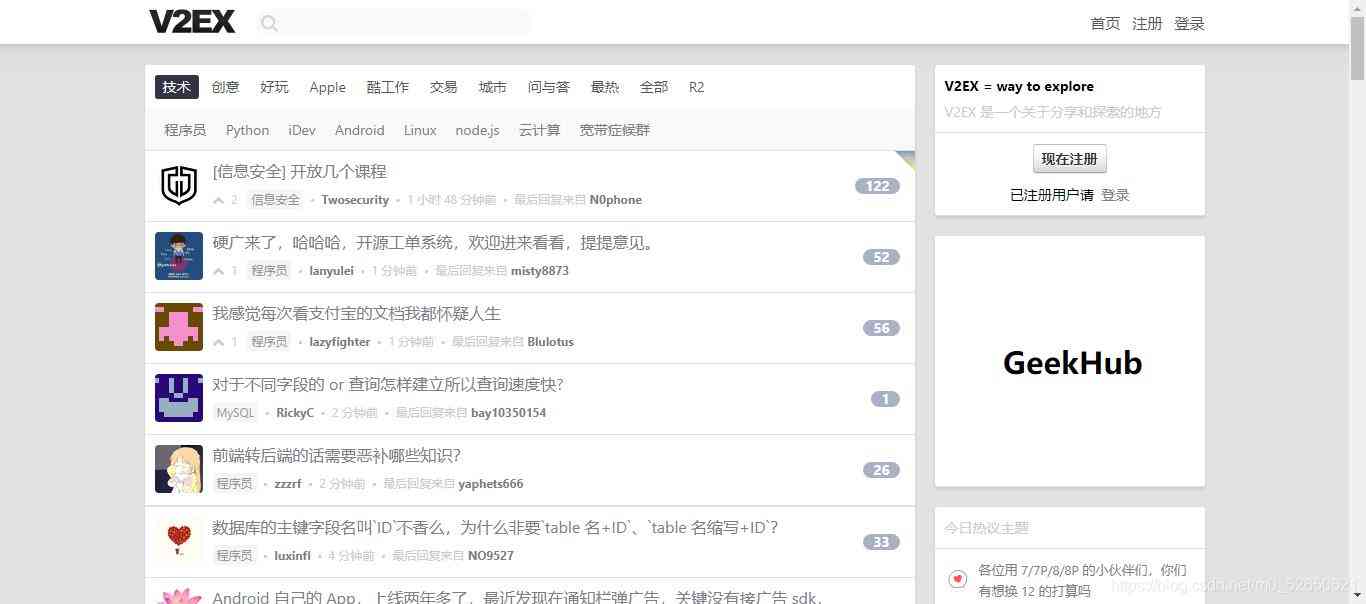 V2EX
首页 注册 登录
技术 创意 好玩 Apple 酷工作 交易 城市 问与答 最热 全部 R2
程序员 Python iDev Android Linux node.js 云计算 宽带症候群
[信息安全] 开放几个课程
2 信息安全 • Twosecurity • 1 小时 48 分钟前 • 最后回复来自 N0phone
122
硬广来了，哈哈哈，开源工单系统，欢迎进来看看，提提意见。
1 程序员 • lanyulei • 1 分钟前 • 最后回复来自 misty8873
52
我感觉每次看支付宝的文档我都怀疑人生
1 程序员 • lazyfighter • 1 分钟前 • 最后回复来自 Blulotus
56
对于不同字段的 or 查询怎样建立所以查询速度快?
MySQL • RickyC • 2 分钟前 • 最后回复来自 bay10350154
1
前端转后端的话需要恶补哪些知识?
程序员 • zzzrf • 2 分钟前 • 最后回复来自 yaphets666
26
数据库的主键字段名叫`ID`不香么，为什么非要`table 名+ID`、`table 名缩写+ID`?
程序员 • luxinfl • 4 分钟前 • 最后回复来自 NO9527
33
Android 自己的 App，上线两年多了，最近发现在通知栏弹广告，关键没有接广告 sdk，
V2EX = way to explore
V2EX 是一个关于分享和探索的地方
现在注册
已注册用户请 登录
GeekHub
今日热议主题
各位用 7/7P/8/8P 的小伙伴们，你们
有想换 12 的打算吗